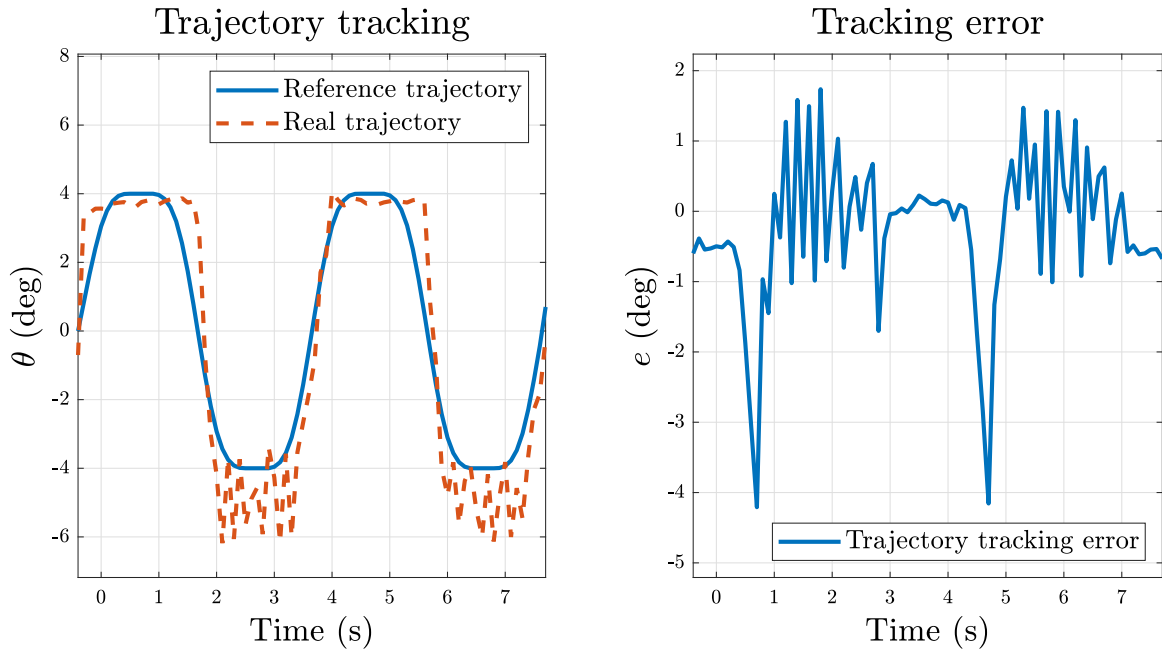 Trajectory tracking
8
6
4
2
0
-2
-4
-6
θ (deg)
Reference trajectory
Real trajectory
0 1 2 3 4 5 6 7
Time (s)
Tracking error
2
1
0
-1
-2
-3
-4
-5
e (deg)
Trajectory tracking error
0 1 2 3 4 5 6 7
Time (s)